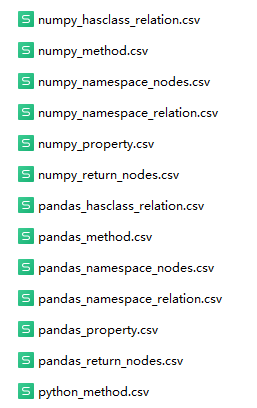 numpy_hasclass_relation.csv
numpy_method.csv
numpy_namespace_nodes.csv
numpy_namespace_relation.csv
numpy_property.csv
numpy_return_nodes.csv
pandas_hasclass_relation.csv
pandas_method.csv
pandas_namespace_nodes.csv
pandas_namespace_relation.csv
pandas_property.csv
pandas_return_nodes.csv
python_method.csv